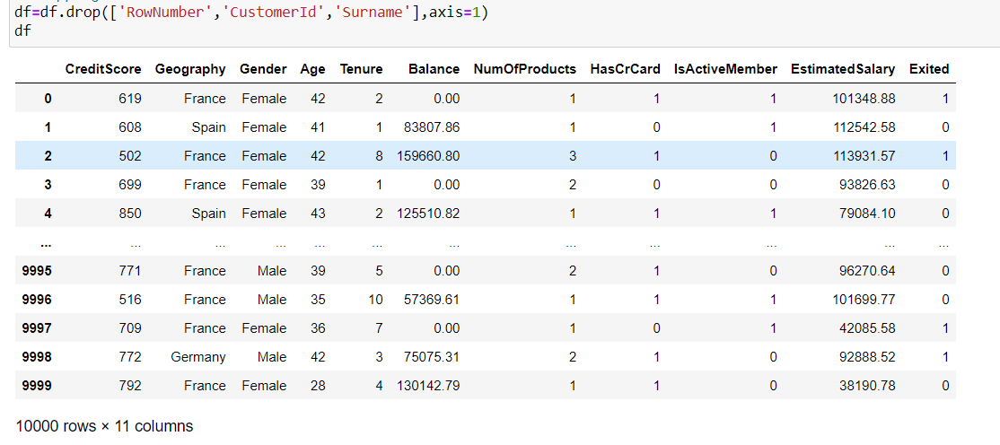 df=df.drop(['RowNumber','CustomerId','Surname'],axis=1)
df
CreditScore Geography Gender Age Tenure Balance NumOfProducts HasCrCard IsActiveMember EstimatedSalary Exited
0 619 France Female 42 2 0.00 1 1 1 101348.88 1
1 608 Spain Female 41 1 83807.86 1 0 1 112542.58 0
2 502 France Female 42 8 159660.80 3 1 0 113931.57 1
3 699 France Female 39 1 0.00 2 0 0 93826.63 0
4 850 Spain Female 43 2 125510.82 1 1 1 79084.10 0
... ... ... ... ... ... ... ... ... ... ... ...
9995 771 France Male 39 5 0.00 2 1 0 96270.64 0
9996 516 France Male 35 10 57369.61 1 1 1 101699.77 0
9997 709 France Female 36 7 0.00 1 0 1 42085.58 1
9998 772 Germany Male 42 3 75075.31 2 1 0 92888.52 1
9999 792 France Female 28 4 130142.79 1 1 0 38190.78 0
10000 rows × 11 columns